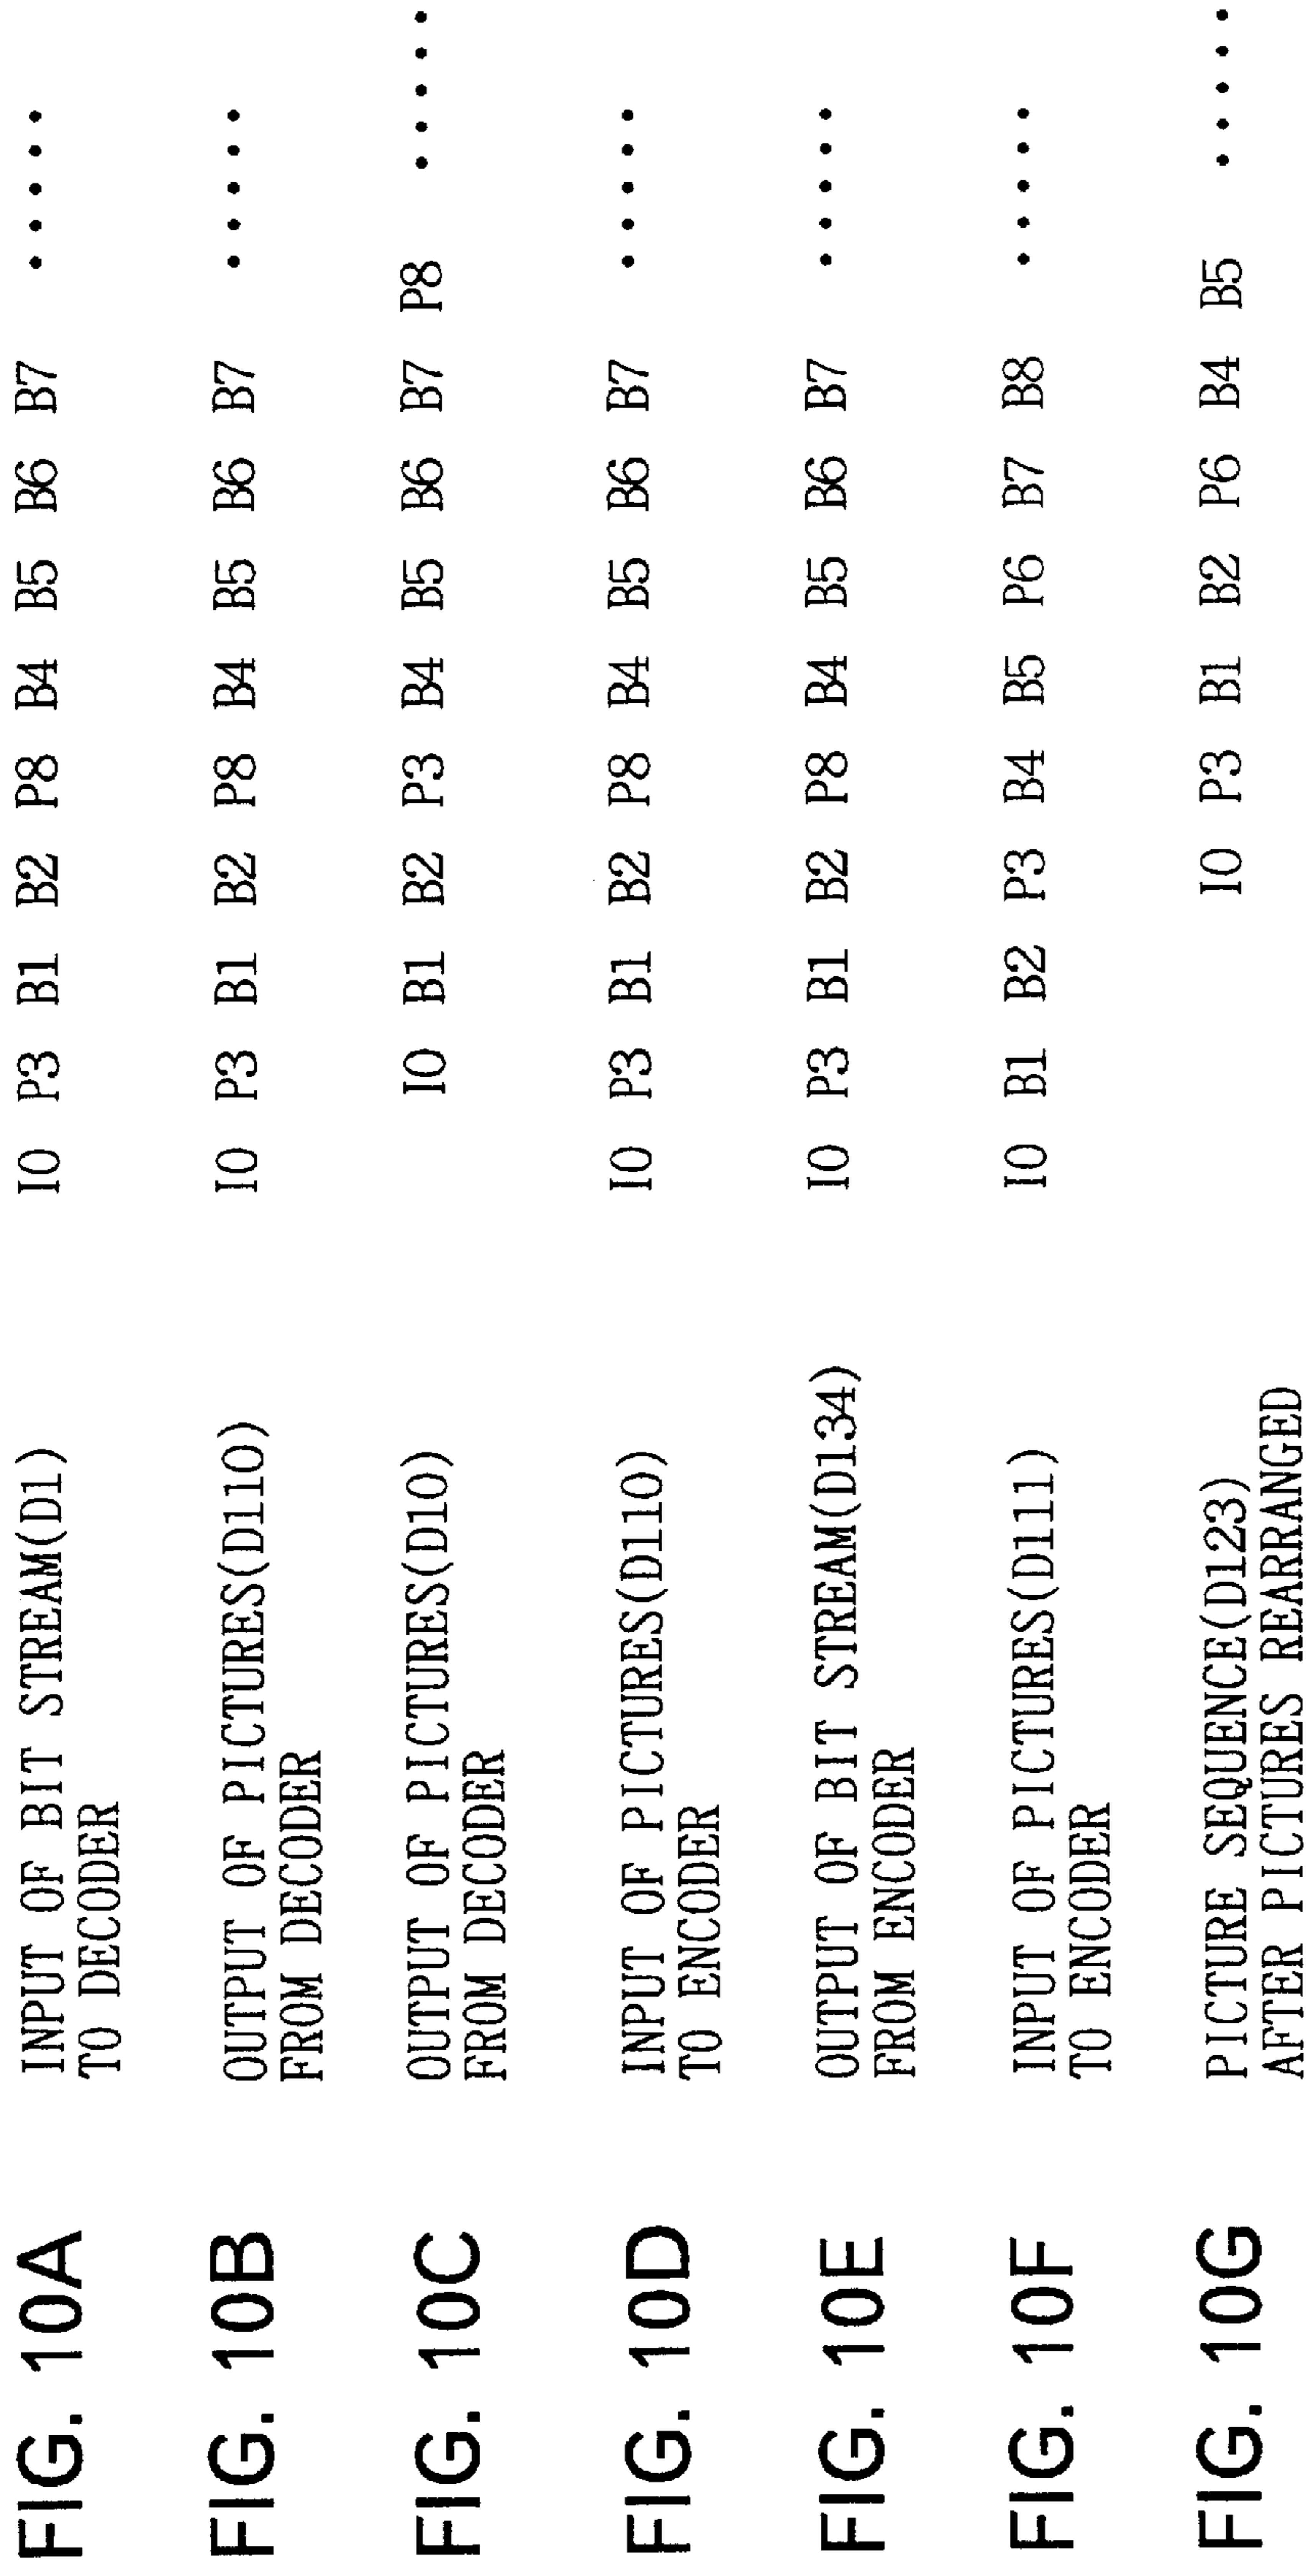 FIG. 10A INPUT OF BIT STREAM(D1) I0 P3 B1 B2 P8 B4 B5 B6 B7 •••••
TO DECODER
FIG. 10B OUTPUT OF PICTURES(D110) I0 P3 B1 B2 P8 B4 B5 B6 B7 •••••
FROM DECODER
FIG. 10C OUTPUT OF PICTURES(D10) I0 B1 B2 P3 B4 B5 B6 B7 P8 •••••
FROM DECODER
FIG. 10D INPUT OF PICTURES(D110) I0 P3 B1 B2 P8 B4 B5 B6 B7 •••••
TO ENCODER
FIG. 10E OUTPUT OF BIT STREAM(D134) I0 P3 B1 B2 P8 B4 B5 B6 B7 •••••
FROM ENCODER
FIG. 10F INPUT OF PICTURES(D111) I0 B1 B2 P3 B4 B5 P6 B7 B8 •••••
TO ENCODER
FIG. 10G PICTURE SEQUENCE(D123) I0 P3 B1 B2 P6 B4 B5 •••••
AFTER PICTURES REARRANGED